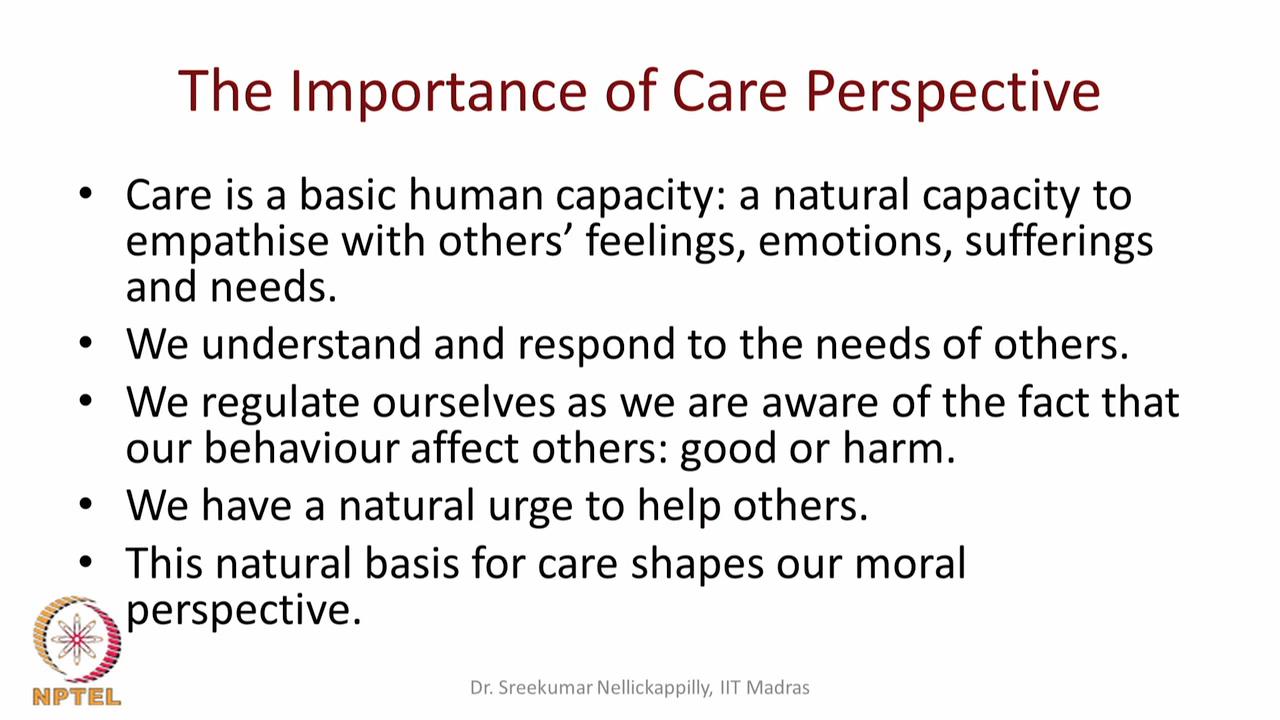 The Importance of Care Perspective
• Care is a basic human capacity: a natural capacity to
empathise with others’ feelings, emotions, sufferings
and needs.
• We understand and respond to the needs of others.
• We regulate ourselves as we are aware of the fact that
our behaviour affect others: good or harm.
• We have a natural urge to help others.
• This natural basis for care shapes our moral
perspective.
NPTEL
Dr. Sreekumar Nellickappilly, IIT Madras